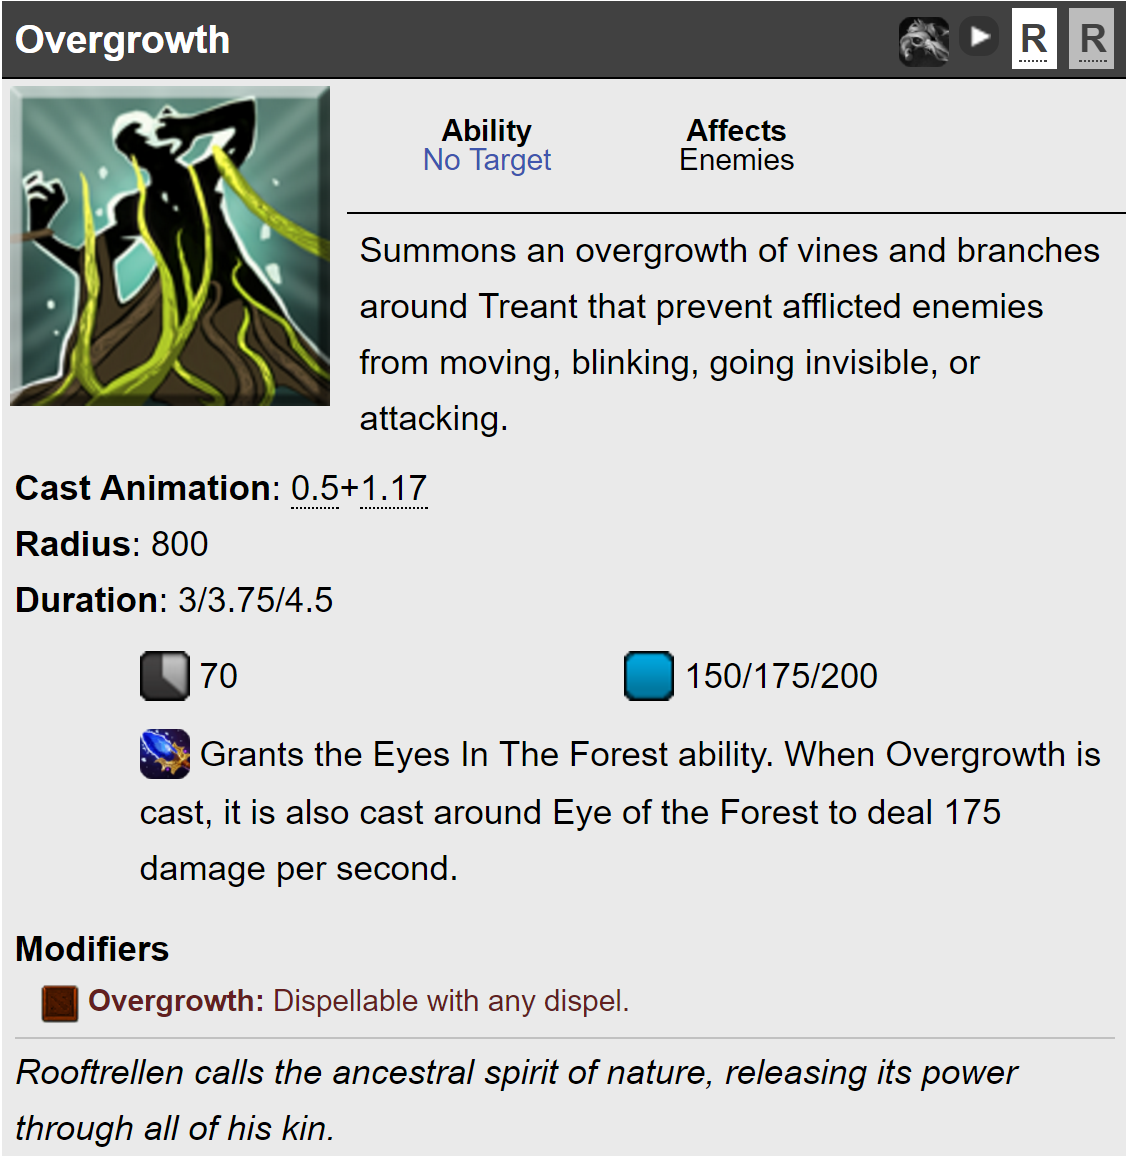 Overgrowth
R R
Ability
No Target
Affects
Enemies
Summons an overgrowth of vines and branches
around Treant that prevent afflicted enemies
from moving, blinking, going invisible, or
attacking.
Cast Animation: 0.5+1.17
Radius: 800
Duration: 3/3.75/4.5
70
150/175/200
Grants the Eyes In The Forest ability. When Overgrowth is
cast, it is also cast around Eye of the Forest to deal 175
damage per second.
Modifiers
Overgrowth: Dispellable with any dispel.
Rooftrellen calls the ancestral spirit of nature, releasing its power
through all of his kin.